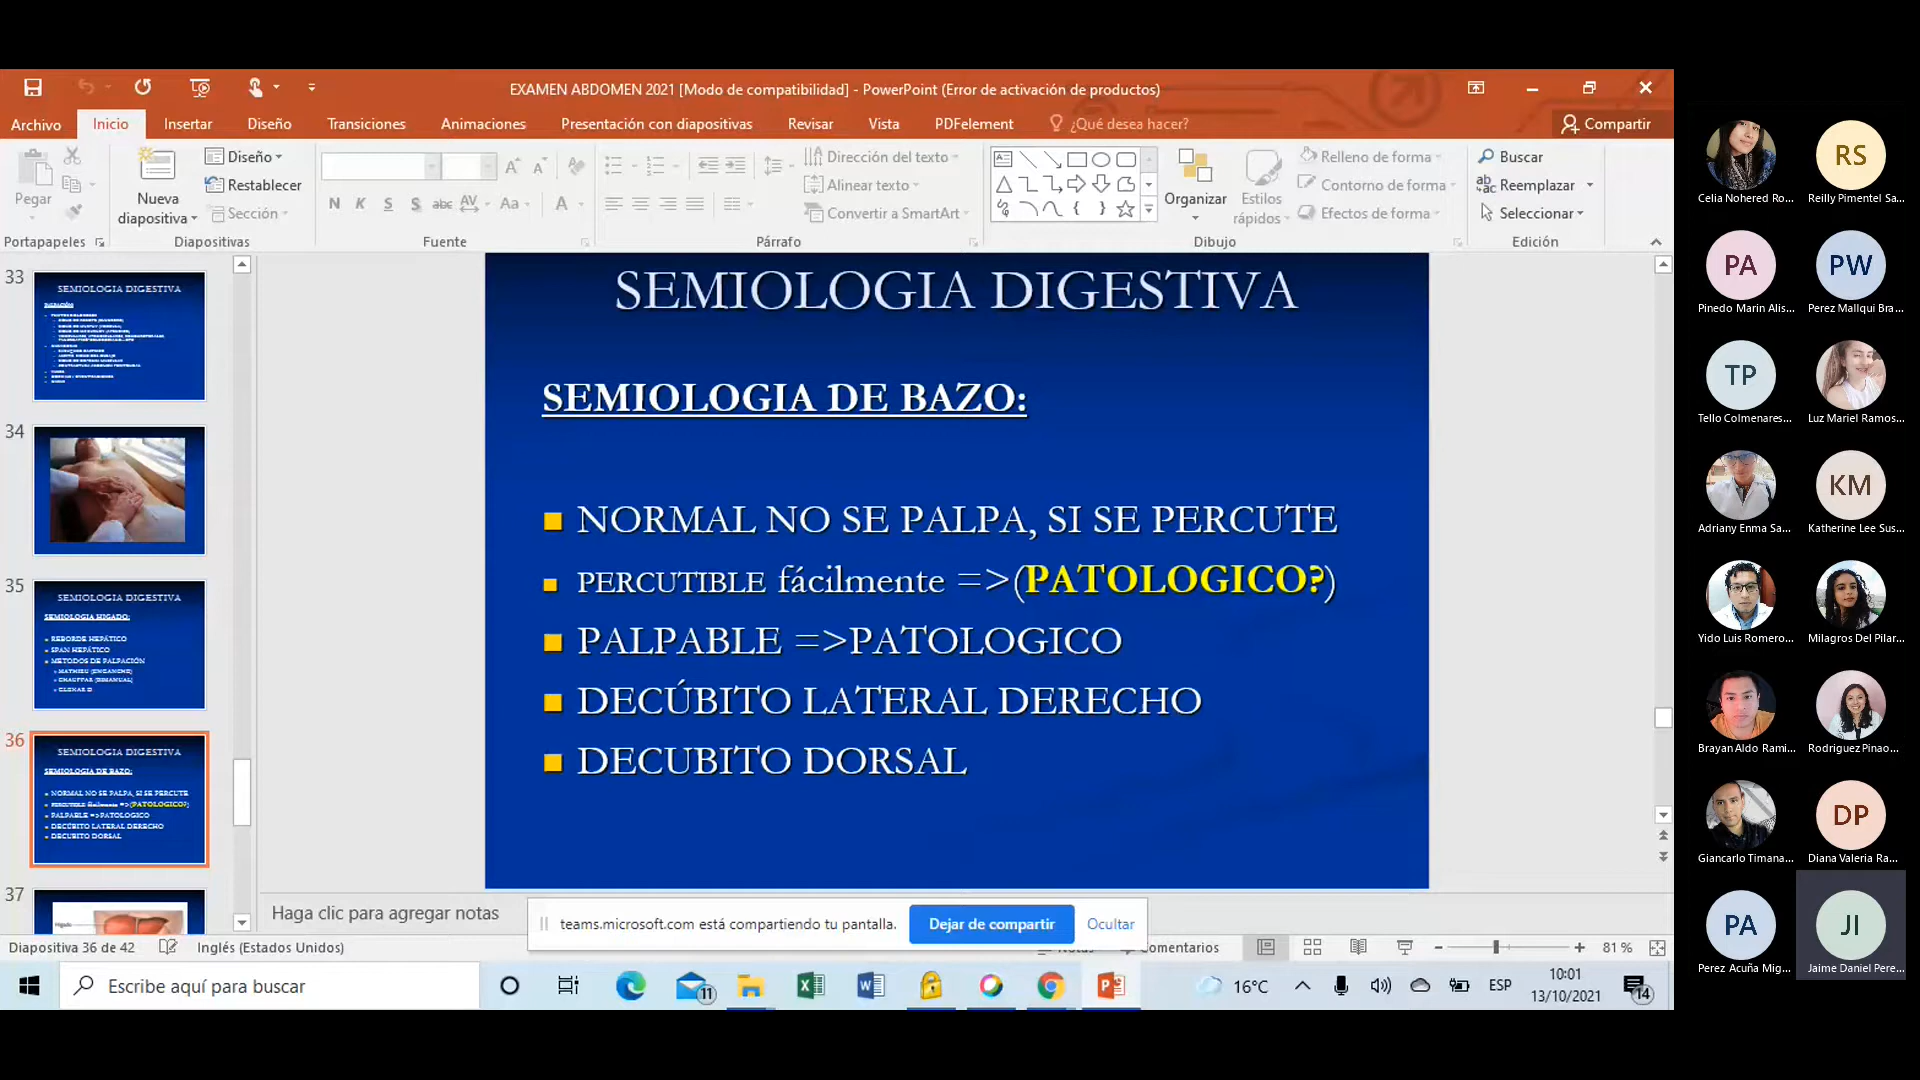 EXAMEN ABDOMEN 2021 [Modo de compatibilidad] - PowerPoint (Error de activación de productos)
Archivo Inicio Insertar Diseño Transiciones Animaciones Presentación con diapositivas Revisar Vista PDFelement ¿Qué desea hacer? Compartir
Pegar
Nueva diapositiva
Diseño
Restablecer
Sección
Dirección del texto
Alinear texto
Convertir a SmartArt
Organizar
Estilos rápidos
Relleno de forma
Contorno de forma
Efectos de forma
Buscar
Reemplazar
Seleccionar
Portapapeles Diapositivas Fuente Párrafo Dibujo Edición
33
SEMIOLOGIA DIGESTIVA
34
35
SEMIOLOGIA DIGESTIVA
SEMIOLOGIA HIGADO:
REBORDE HEPÁTICO
SPAN HEPÁTICO
METODOS DE PALPACIÓN
36
SEMIOLOGIA DIGESTIVA
SEMIOLOGIA DE BAZO:
NORMAL NO SE PALPA, SI SE PERCUTE
PERCUTIBLE fácilmente =>(PATOLOGICO?)
PALPABLE =>PATOLOGICO
DECÚBITO LATERAL DERECHO
DECUBITO DORSAL
37
SEMIOLOGIA DIGESTIVA
SEMIOLOGIA DE BAZO:
NORMAL NO SE PALPA, SI SE PERCUTE
PERCUTIBLE fácilmente =>(PATOLOGICO?)
PALPABLE =>PATOLOGICO
DECÚBITO LATERAL DERECHO
DECUBITO DORSAL
Haga clic para agregar notas
teams.microsoft.com está compartiendo tu pantalla. Dejar de compartir Ocultar
Diapositiva 36 de 42 Inglés (Estados Unidos) Comentarios 81 %
Escribe aquí para buscar
11
16°C
ESP
10:01
13/10/2021
14
RS
Celia Nohered Ro... Reilly Pimentel Sa...
PA PW
Pinedo Marin Alis... Perez Mallqui Bra...
TP
Tello Colmenares... Luz Mariel Ramos...
KM
Adriany Enma Sa... Katherine Lee Sus...
Yido Luis Romero... Milagros Del Pilar...
Brayan Aldo Rami... Rodriguez Pinao...
DP
Giancarlo Timana... Diana Valeria Ra...
PA JI
Perez Acuña Mig... Jaime Daniel Pere...